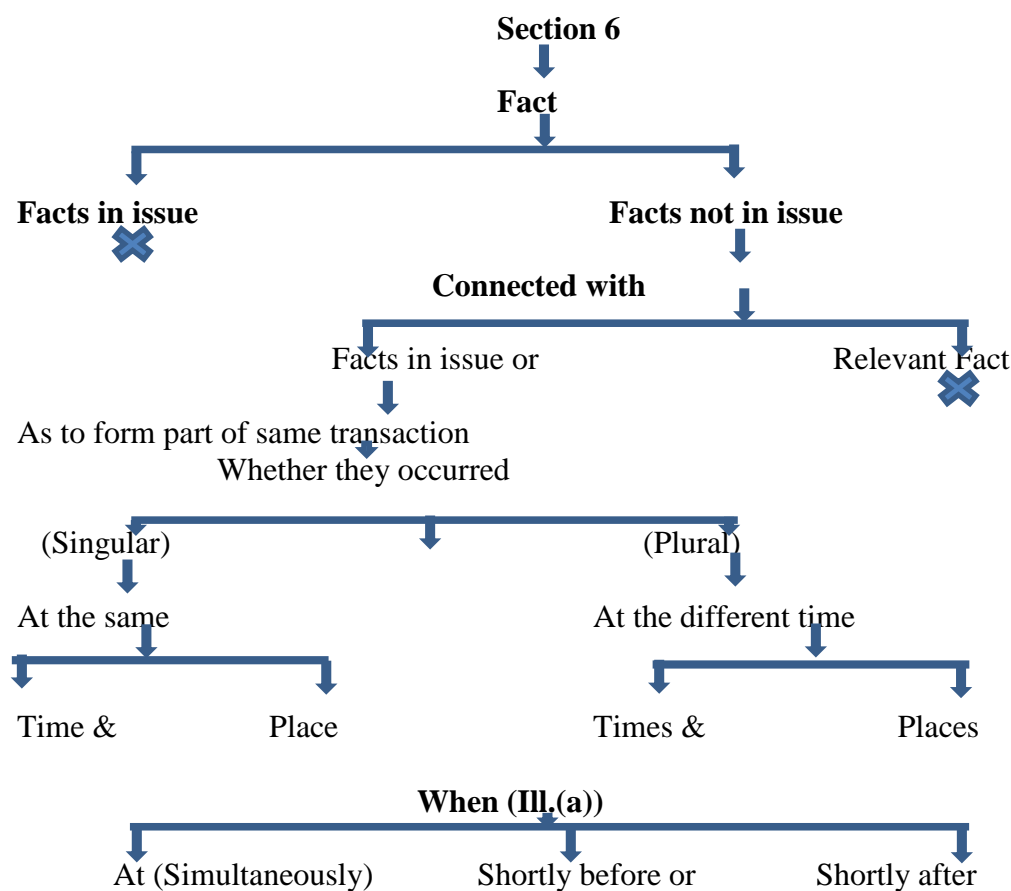 Section 6
Fact
Facts in issue Facts not in issue
Connected with
Facts in issue or Relevant Fact
As to form part of same transaction
Whether they occurred
(Singular) (Plural)
At the same At the different time
Time & Place Times & Places
When (Ill.(a))
At (Simultaneously) Shortly before or Shortly after